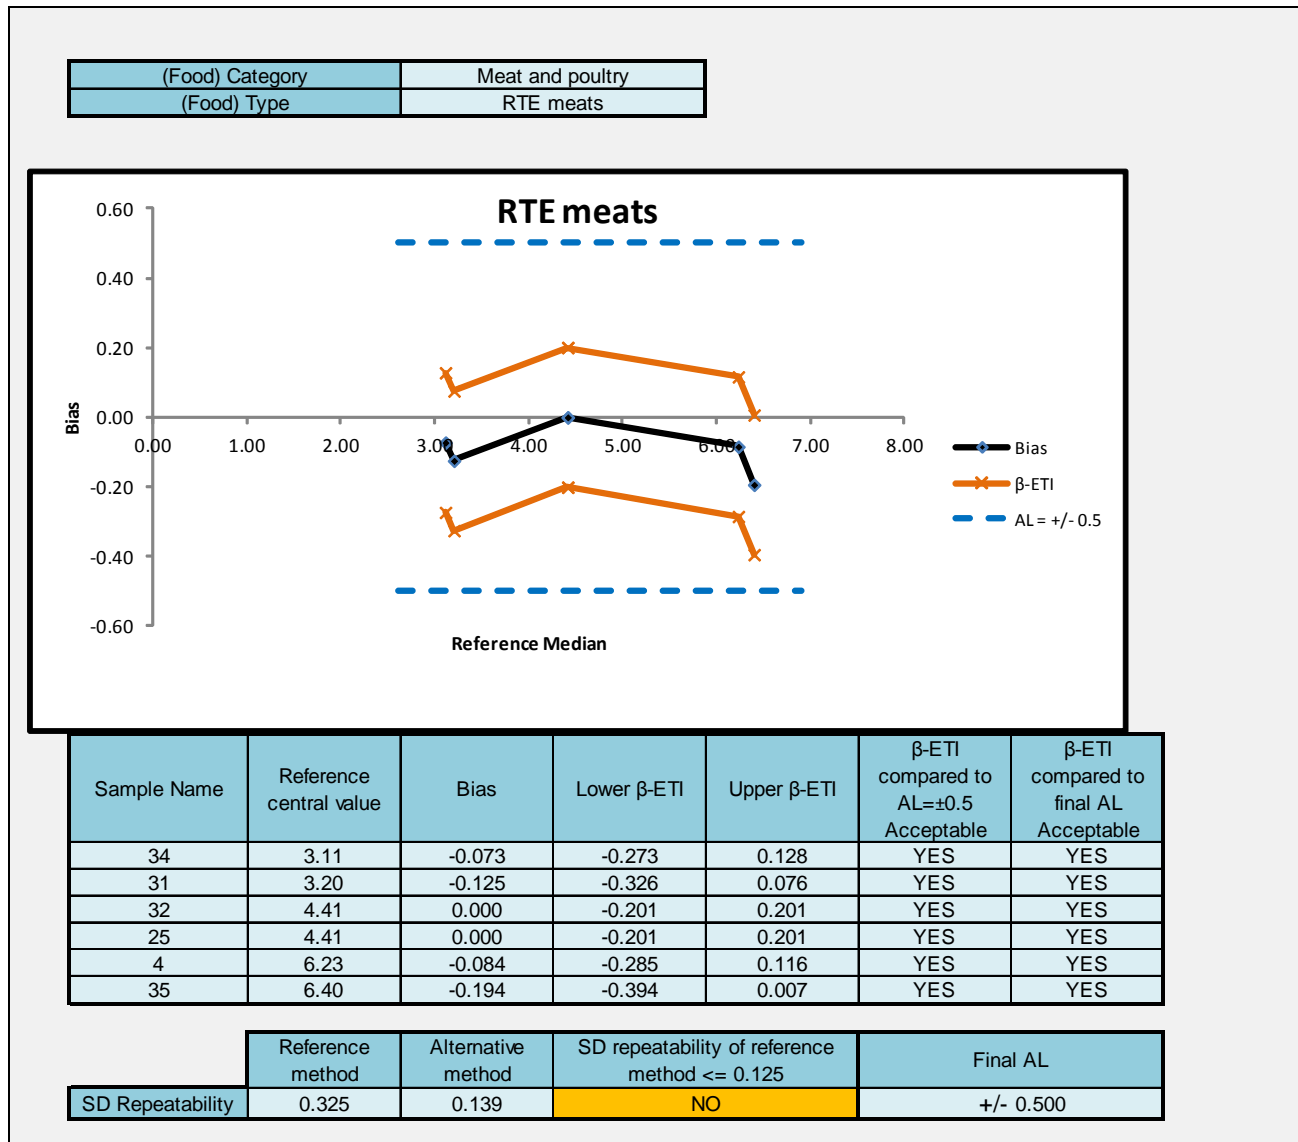 (Food) Category Meat and poultry
(Food) Type RTE meats
RTE meats
0.60
0.40
0.20
0.00
-0.20
-0.40
-0.60
Bias
0.00 1.00 2.00 3.00 4.00 5.00 6.00 7.00 8.00
Reference Median
Bias
β-ETI
AL = +/- 0.5
Sample Name Reference central value Bias Lower β-ETI Upper β-ETI β-ETI compared to AL=±0.5 Acceptable β-ETI compared to final AL Acceptable
34 3.11 -0.073 -0.273 0.128 YES YES
31 3.20 -0.125 -0.326 0.076 YES YES
32 4.41 0.000 -0.201 0.201 YES YES
25 4.41 0.000 -0.201 0.201 YES YES
4 6.23 -0.084 -0.285 0.116 YES YES
35 6.40 -0.194 -0.394 0.007 YES YES
Reference method Alternative method SD repeatability of reference method <= 0.125 Final AL
SD Repeatability 0.325 0.139 NO +/- 0.500